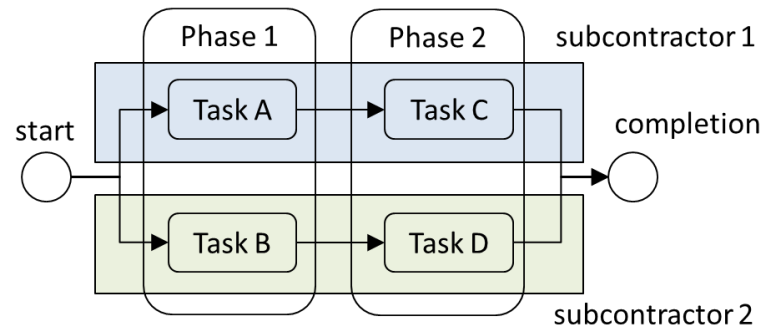 Phase 1
Phase 2
subcontractor 1
Task A
Task C
start
completion
Task B
Task D
subcontractor 2